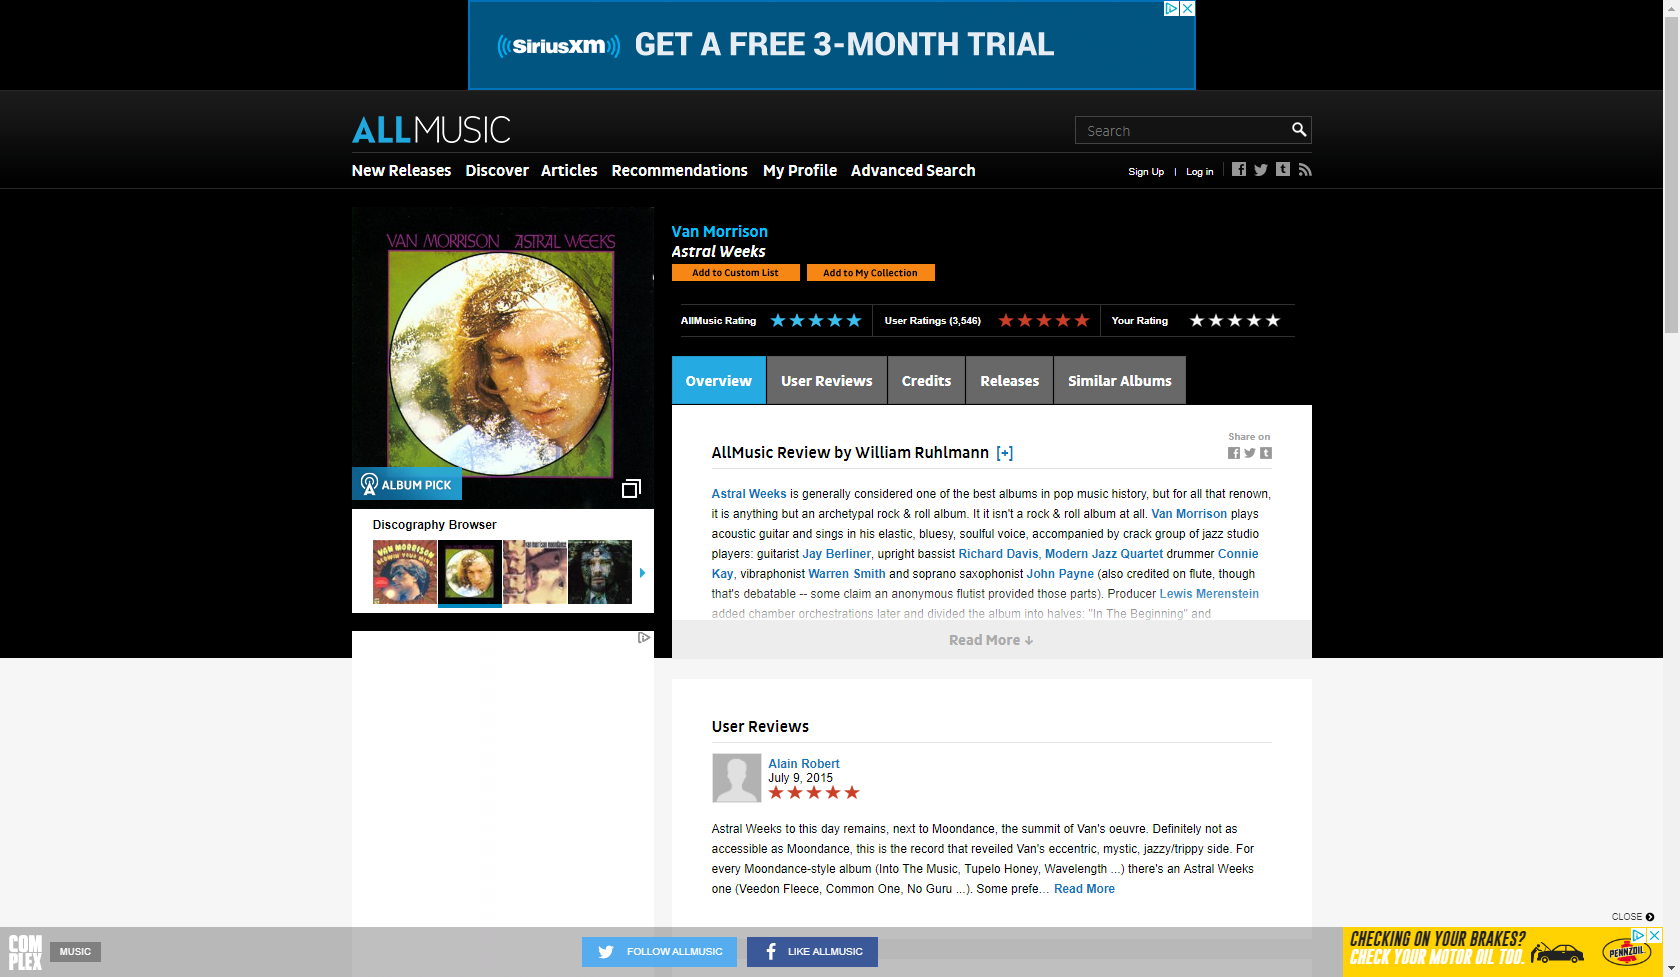 ((SiriusXM)) GET A FREE 3-MONTH TRIAL
ALLMUSIC
Search
New Releases Discover Articles Recommendations My Profile Advanced Search
Sign Up | Log in
VAN MORRISON ASTRAL WEEKS
ALBUM PICK
Van Morrison
Astral Weeks
Add to Custom List Add to My Collection
AllMusic Rating User Ratings (3,546) Your Rating
Overview User Reviews Credits Releases Similar Albums
Share on
AllMusic Review by William Ruhlmann [+]
Astral Weeks is generally considered one of the best albums in pop music history, but for all that renown,
it is anything but an archetypal rock & roll album. It it isn't a rock & roll album at all. Van Morrison plays
acoustic guitar and sings in his elastic, bluesy, soulful voice, accompanied by crack group of jazz studio
players: guitarist Jay Berliner, upright bassist Richard Davis, Modern Jazz Quartet drummer Connie
Kay, vibraphonist Warren Smith and soprano saxophonist John Payne (also credited on flute, though
that's debatable -- some claim an anonymous flutist provided those parts). Producer Lewis Merenstein
added chamber orchestrations later and divided the album into halves: "In The Beginning" and
Read More ↓
Discography Browser
VAN MORRISON
User Reviews
Alain Robert
July 9, 2015
Astral Weeks to this day remains, next to Moondance, the summit of Van's oeuvre. Definitely not as
accessible as Moondance, this is the record that reveiled Van's eccentric, mystic, jazzy/trippy side. For
every Moondance-style album (Into The Music, Tupelo Honey, Wavelength ...) there's an Astral Weeks
one (Veedon Fleece, Common One, No Guru ...). Some prefe... Read More
CLOSE
COMPLEX MUSIC
FOLLOW ALLMUSIC LIKE ALLMUSIC
CHECKING ON YOUR BRAKES?
CHECK YOUR MOTOR OIL TOO.
PENNZOIL